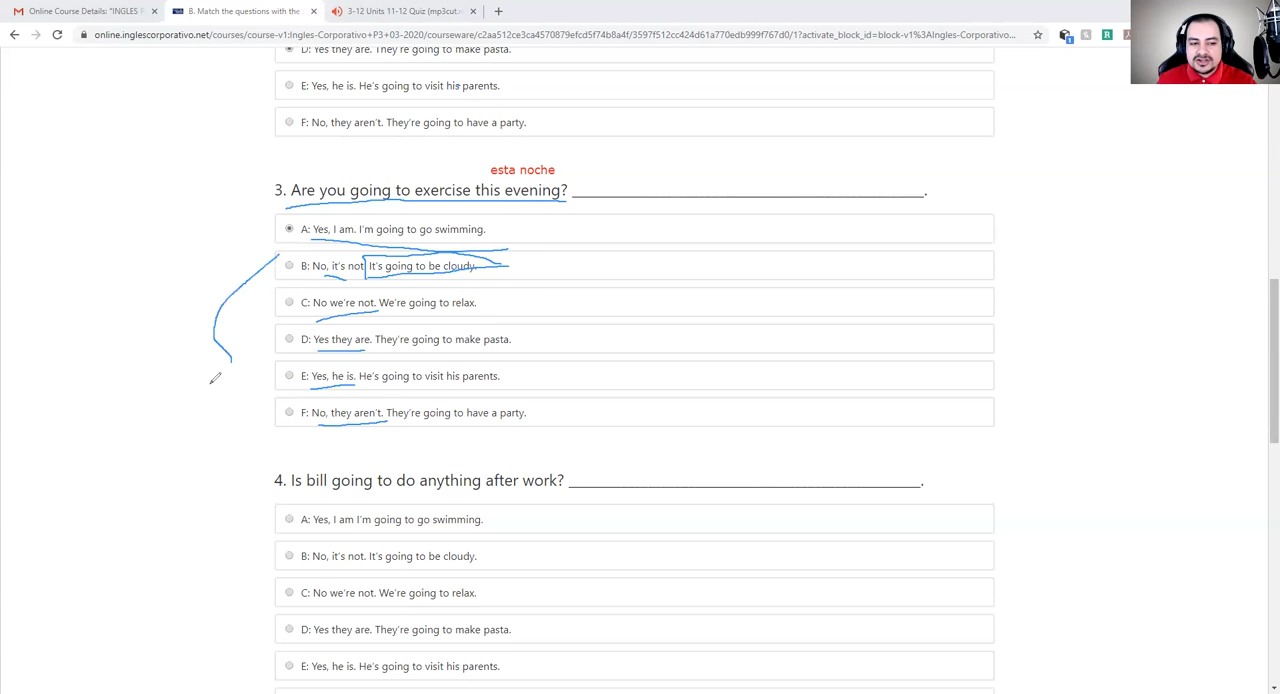 Online Course Details: "INGLES F
B. Match the questions with the
3-12 Units 11-12 Quiz (mp3cut.n
online.inglescorporativo.net/courses/course-v1:Ingles-Corporativo+P3+03-2020/courseware/eaa512ce3ca4570879efcd5f74b8a4f/3597f512cc424d61a770edb999f767d0/1?activate_block_id=block-v1%3AIngles-Corporativo...
D: Yes they are. They're going to make pasta.
E: Yes, he is. He's going to visit his parents.
F: No, they aren't. They're going to have a party.
esta noche
3. Are you going to exercise this evening? ______________________________________________.
A: Yes, I am. I'm going to go swimming.
B: No, it's not. It's going to be cloudy.
C: No we're not. We're going to relax.
D: Yes they are. They're going to make pasta.
E: Yes, he is. He's going to visit his parents.
F: No, they aren't. They're going to have a party.
4. Is bill going to do anything after work? ______________________________________________.
A: Yes, I am I'm going to go swimming.
B: No, it's not. It's going to be cloudy.
C: No we're not. We're going to relax.
D: Yes they are. They're going to make pasta.
E: Yes, he is. He's going to visit his parents.